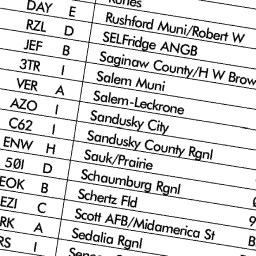 DAY E Rushford Muni/Robert W
RZL D SELFridge ANGB
JEF B Saginaw County/H W Brow
3TR I Salem Muni
VER A Salem-Leckrone
AZO I Sandusky City
C62 I Sandusky County Rgnl
ENW H Sauk/Prairie
50I D Schaumburg Rgnl
EOK B Schertz Fld
EZI C Scott AFB/Midamerica St B
RK A Sedalia Rgnl
RS I